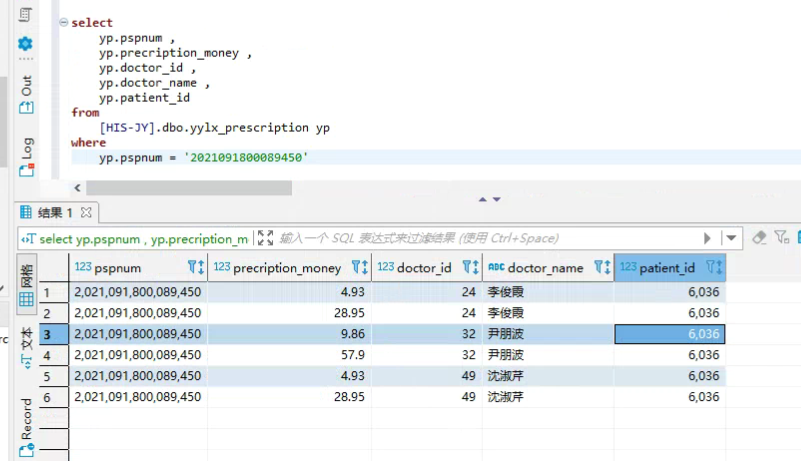 select
yp.pspnum ,
yp.precription_money ,
yp.doctor_id ,
yp.doctor_name ,
yp.patient_id
from
[HIS-JY].dbo.yylx_prescription yp
where
yp.pspnum = '2021091800089450'
Out
Log
结果 1
select yp.pspnum , yp.precription_m 输入一个 SQL 表达式来过滤结果 (使用 Ctrl+Space)
网格
文本
Record
123 pspnum 123 precription_money 123 doctor_id ABC doctor_name 123 patient_id
1 2,021,091,800,089,450 4.93 24 李俊霞 6,036
2 2,021,091,800,089,450 28.95 24 李俊霞 6,036
3 2,021,091,800,089,450 9.86 32 尹朋波 6,036
4 2,021,091,800,089,450 57.9 32 尹朋波 6,036
5 2,021,091,800,089,450 4.93 49 沈淑芹 6,036
6 2,021,091,800,089,450 28.95 49 沈淑芹 6,036